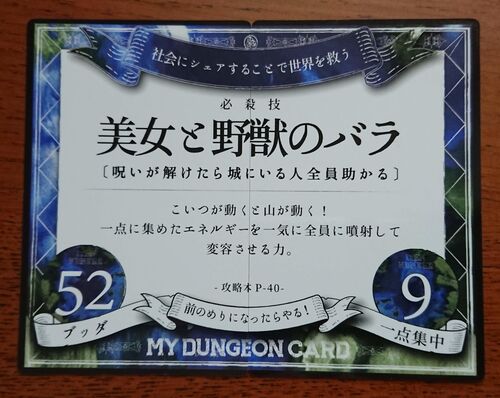 社会にシェアすることで世界を救う
必殺技
美女と野獣のバラ
〔呪いが解けたら城にいる人全員助かる〕
こいつが動くと山が動く！
一点に集めたエネルギーを一気に全員に噴射して
変容させる力。
-攻略本P-40-
52
ブッダ
前のめりになったらやる！
9
一点集中
MY DUNGEON CARD